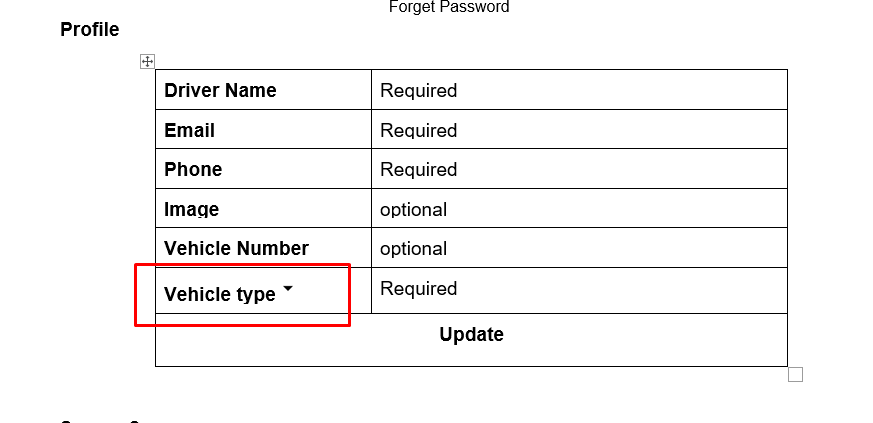 Forget Password
Profile
Driver Name Required
Email Required
Phone Required
Image optional
Vehicle Number optional
Vehicle type Required
Update